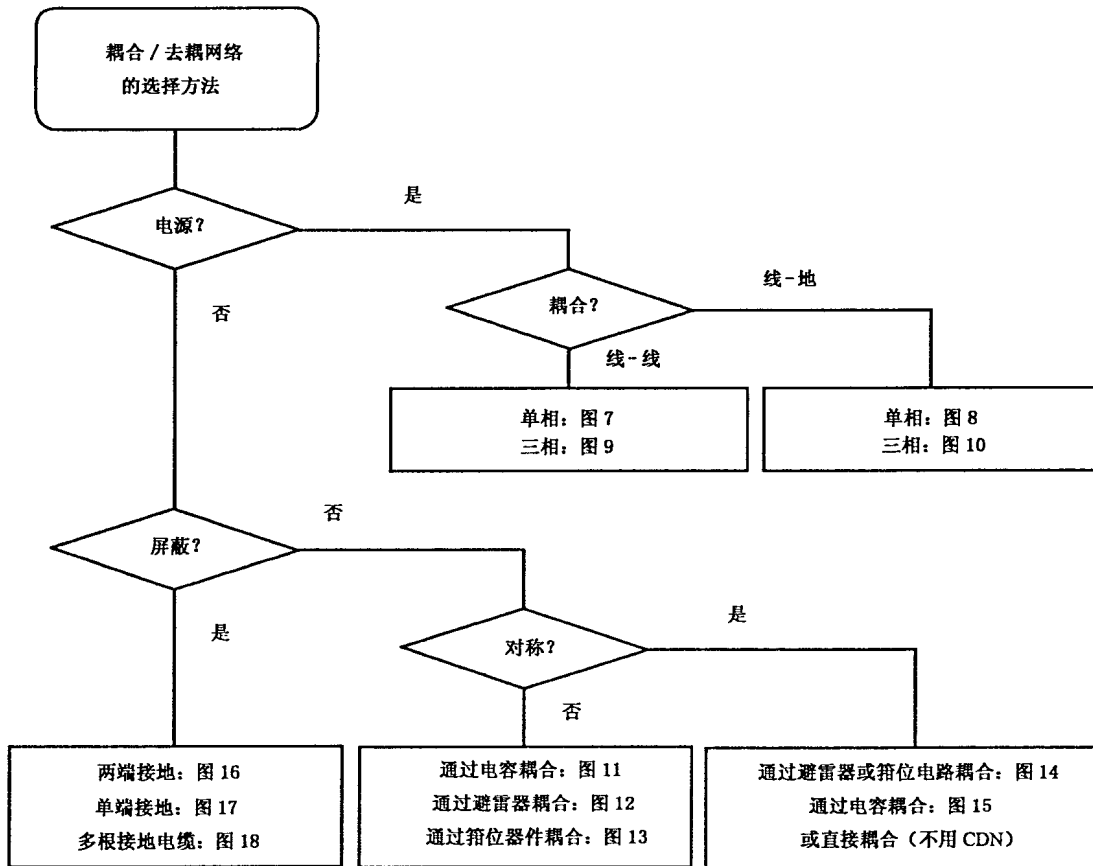 耦合 / 去耦网络
的选择方法
电源?
是
否
耦合?
线-地
线-线
单相：图 7
三相：图 9
单相：图 8
三相：图 10
屏蔽?
否
是
对称?
是
否
两端接地：图 16
单端接地：图 17
多根接地电缆：图 18
通过电容耦合：图 11
通过避雷器耦合：图 12
通过箝位器件耦合：图 13
通过避雷器或箝位电路耦合：图 14
通过电容耦合：图 15
或直接耦合（不用 CDN）